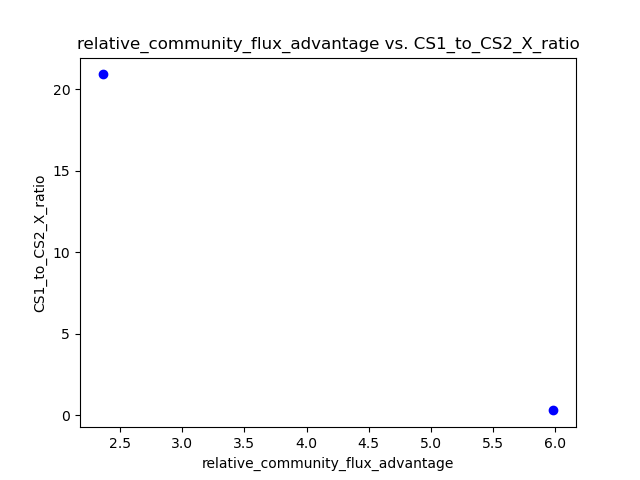 relative_community_flux_advantage vs. CS1_to_CS2_X_ratio
20
15
10
5
0
CS1_to_CS2_X_ratio
2.5 3.0 3.5 4.0 4.5 5.0 5.5 6.0
relative_community_flux_advantage